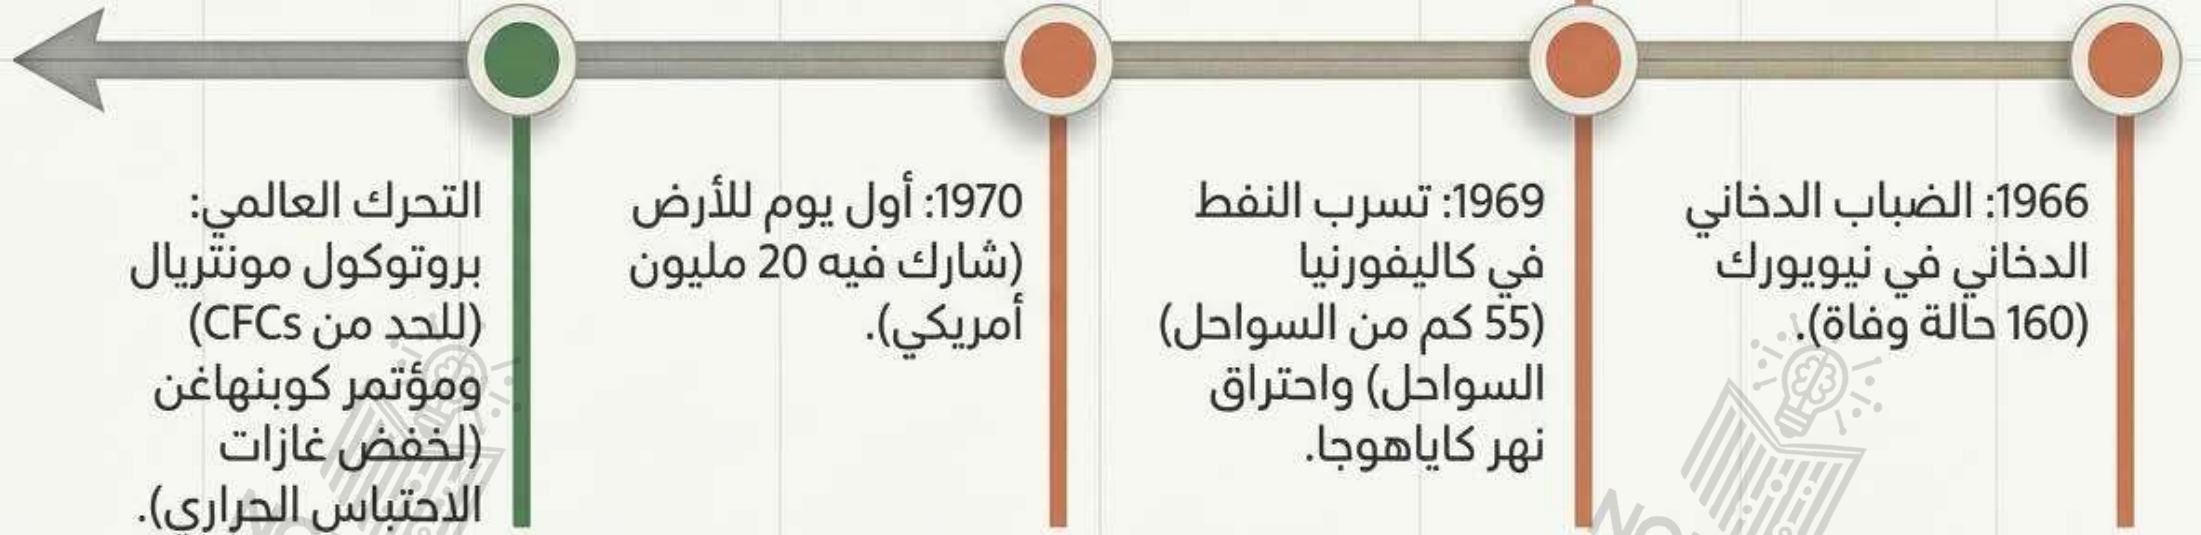 1966: الضباب الدخاني
الدخاني في نيويورك
(160 حالة وفاة).
1969: تسرب النفط
في كاليفورنيا
(55 كم من السواحل)
السواحل) واحتراق
نهر كاياهوجا.
1970: أول يوم للأرض
(شارك فيه 20 مليون
أمريكي).
التحرك العالمي:
بروتوكول مونتريال
(للحد من CFCs)
ومؤتمر كوبنهاغن
(لخفض غازات
الاحتباس الحراري).